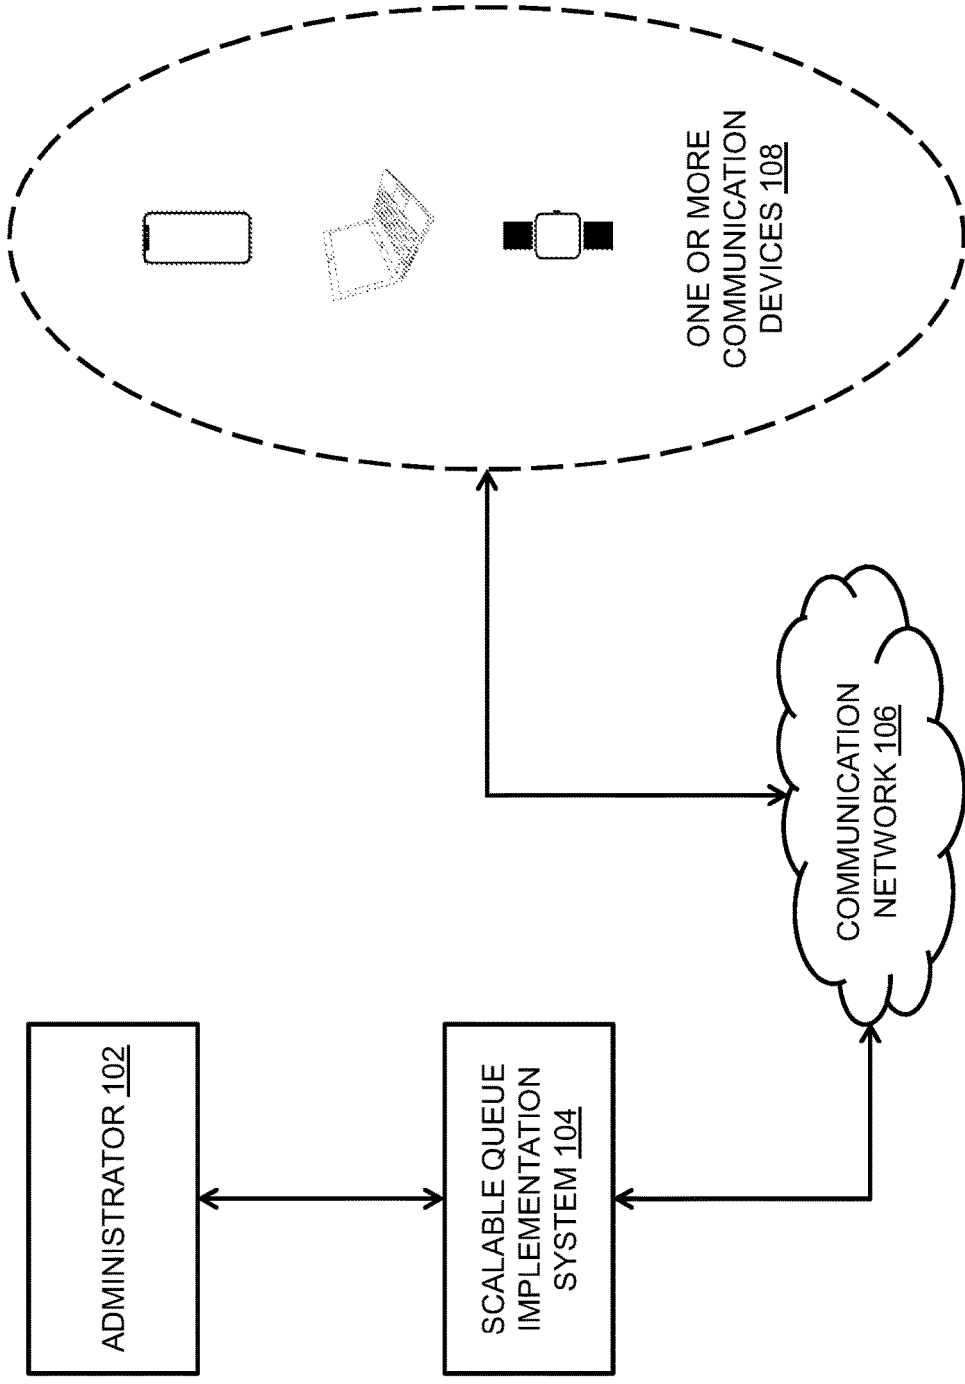 ADMINISTRATOR 102
SCALABLE QUEUE
IMPLEMENTATION
SYSTEM 104
COMMUNICATION
NETWORK 106
ONE OR MORE
COMMUNICATION
DEVICES 108